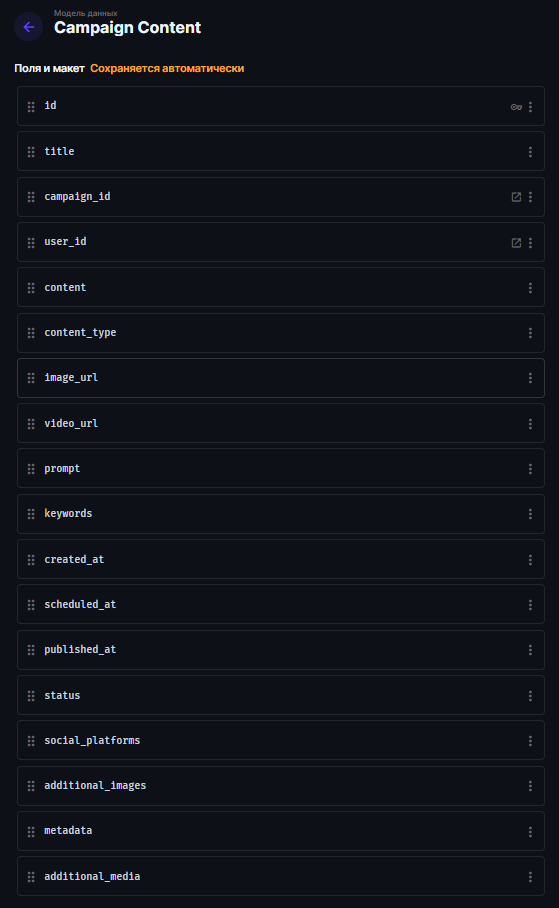 Модель данных
Campaign Content
Поля и макет Сохраняется автоматически
id
title
campaign_id
user_id
content
content_type
image_url
video_url
prompt
keywords
created_at
scheduled_at
published_at
status
social_platforms
additional_images
metadata
additional_media